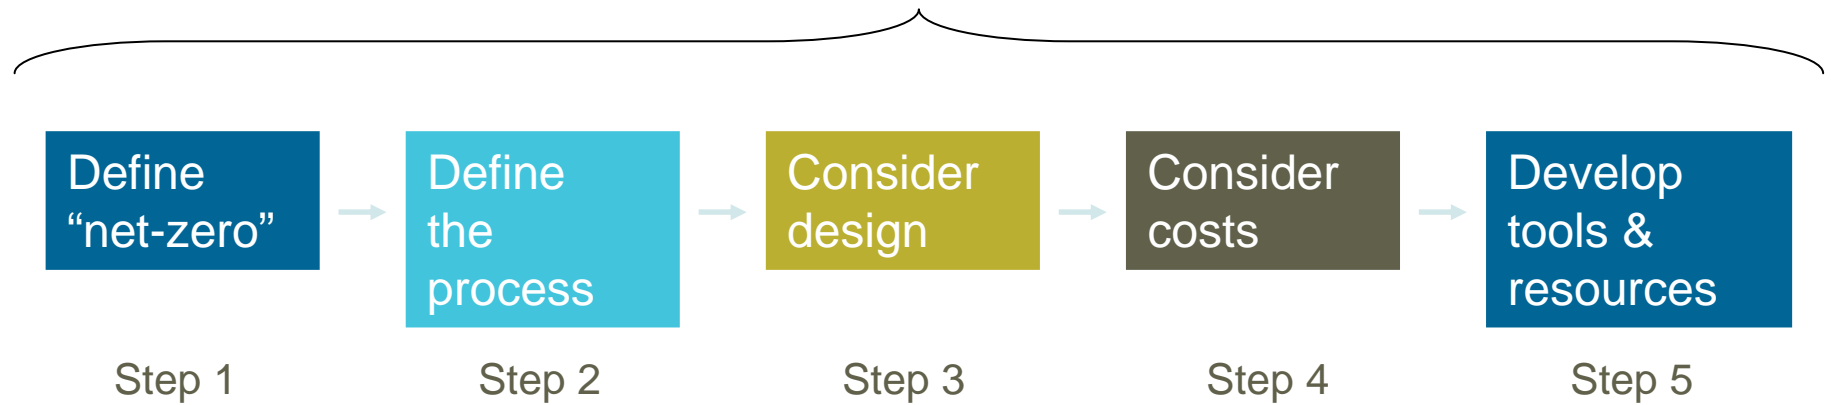 Define
“net-zero”
Define
the
process
Consider
design
Consider
costs
Develop
tools &
resources
Step 1
Step 2
Step 3
Step 4
Step 5